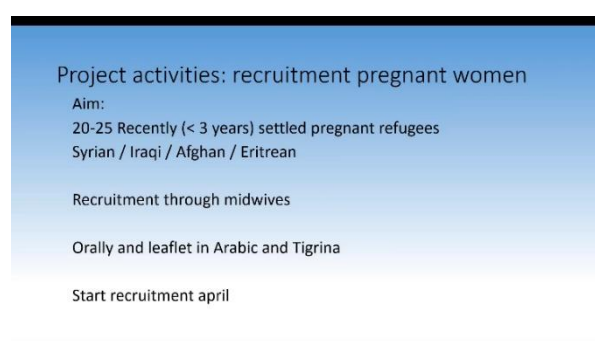 Project activities: recruitment pregnant women
Aim:
20-25 Recently (< 3 years) settled pregnant refugees
Syrian / Iraqi / Afghan / Eritrean
Recruitment through midwives
Orally and leaflet in Arabic and Tigrina
Start recruitment april